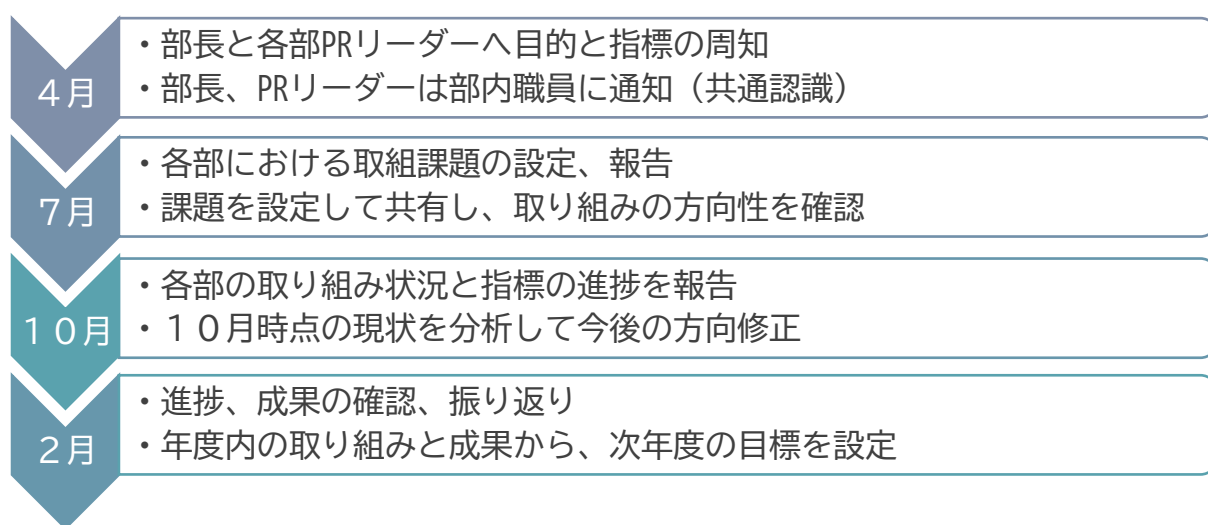 ４月
・部長と各部PRリーダーへ目的と指標の周知
・部長、PRリーダーは部内職員に通知（共通認識）
７月
・各部における取組課題の設定、報告
・課題を設定して共有し、取り組みの方向性を確認
１０月
・各部の取り組み状況と指標の進捗を報告
・１０月時点の現状を分析して今後の方向修正
２月
・進捗、成果の確認、振り返り
・年度内の取り組みと成果から、次年度の目標を設定